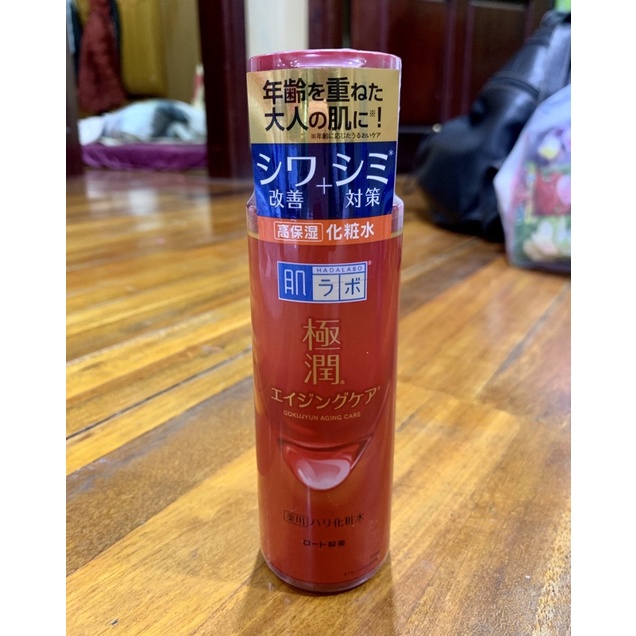 年齢を重ねた
大人の肌に※！
※年齢に応じたうるおいケア
シワ+シミ※
改善 対策
高保湿 化粧水
HADALABO
肌ラボ®
極
潤®
エイジングケア※
GOKUJYUN AGING CARE
薬用 ハリ化粧水
ロート製薬